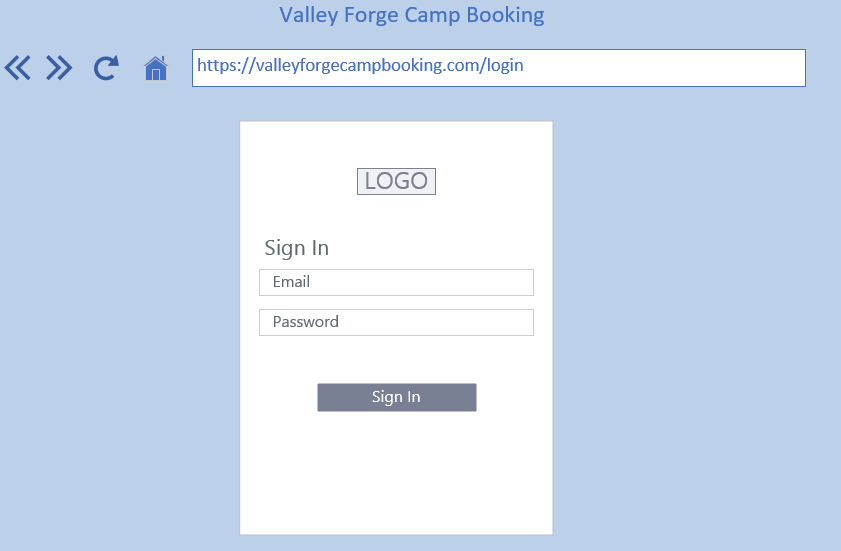 Valley Forge Camp Booking
https://valleyforgecampbooking.com/login
LOGO
Sign In
Email
Password
Sign In